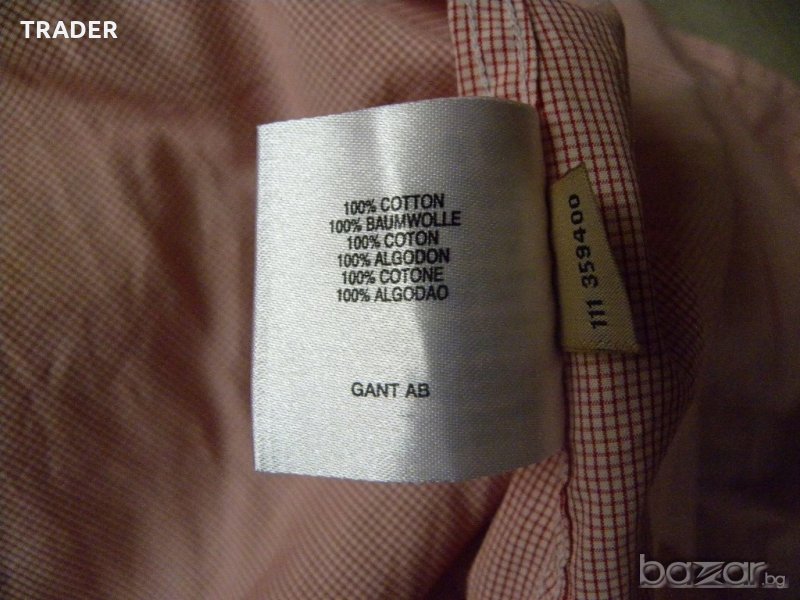 TRADER
100% COTTON
100% BAUMWOLLE
100% COTON
100% ALGODON
100% COTONE
100% ALGODAO
GANT AB
111 359400
bazar.bg